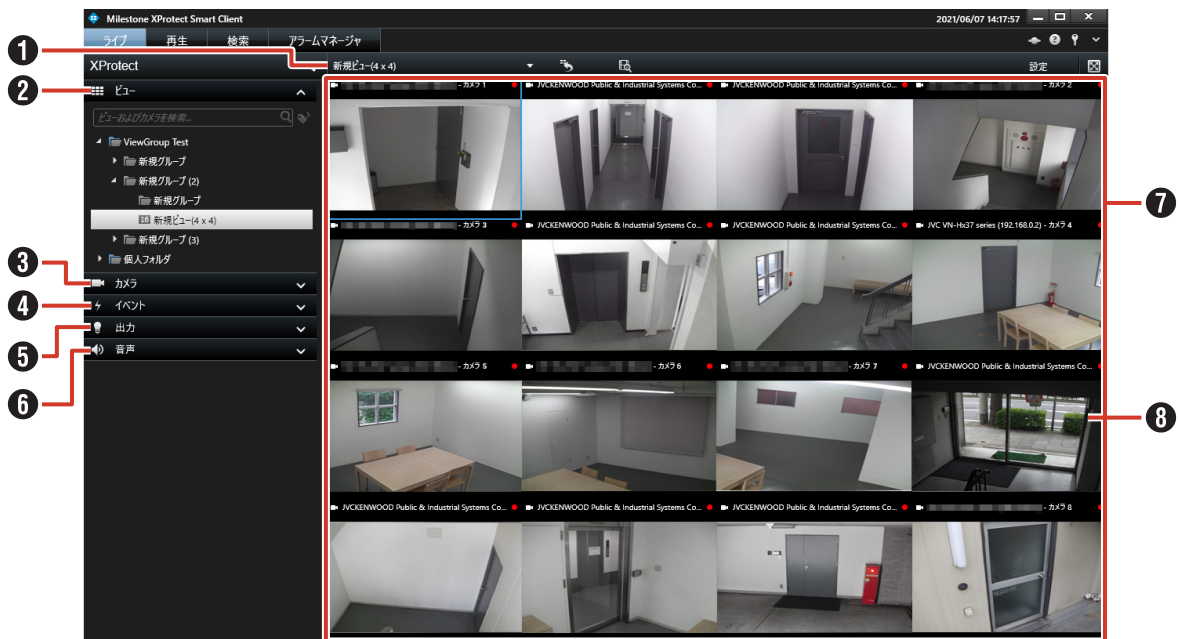 Milestone XProtect Smart Client
2021/06/07 14:17:57
ライブ 再生 検索 アラームマネージャ
❶
XProtect
新規ビュー(4 x 4)
設定
❷
ビュー
ビューおよびカメラを検索...
ViewGroup Test
新規グループ
新規グループ (2)
新規グループ
16 新規ビュー(4 x 4)
新規グループ (3)
個人フォルダ
❸
カメラ
❹
イベント
❺
出力
❻
音声
- カメラ 1
JVCKENWOOD Public & Industrial Systems Co...
JVCKENWOOD Public & Industrial Systems Co...
- カメラ 2
❼
- カメラ 3
JVCKENWOOD Public & Industrial Systems Co...
JVCKENWOOD Public & Industrial Systems Co...
JVC VN-Hx37 series (192.168.0.2) - カメラ 4
- カメラ 5
- カメラ 6
- カメラ 7
JVCKENWOOD Public & Industrial Systems Co...
❽
JVCKENWOOD Public & Industrial Systems Co...
JVCKENWOOD Public & Industrial Systems Co...
JVCKENWOOD Public & Industrial Systems Co...
- カメラ 8